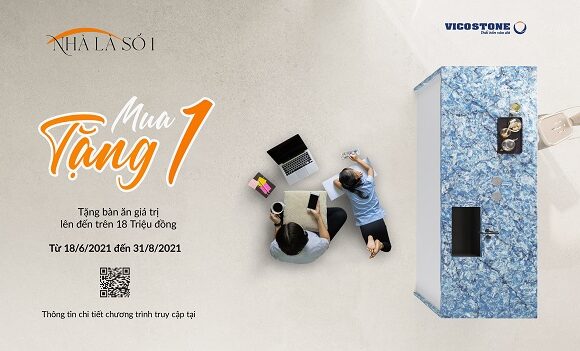 NHÀ LÀ SỐ 1
VICOSTONE
Mua
Tặng 1
Tặng bàn ăn giá trị
lên đến trên 18 Triệu đồng
Từ 18/6/2021 đến 31/8/2021
Thông tin chi tiết chương trình truy cập tại